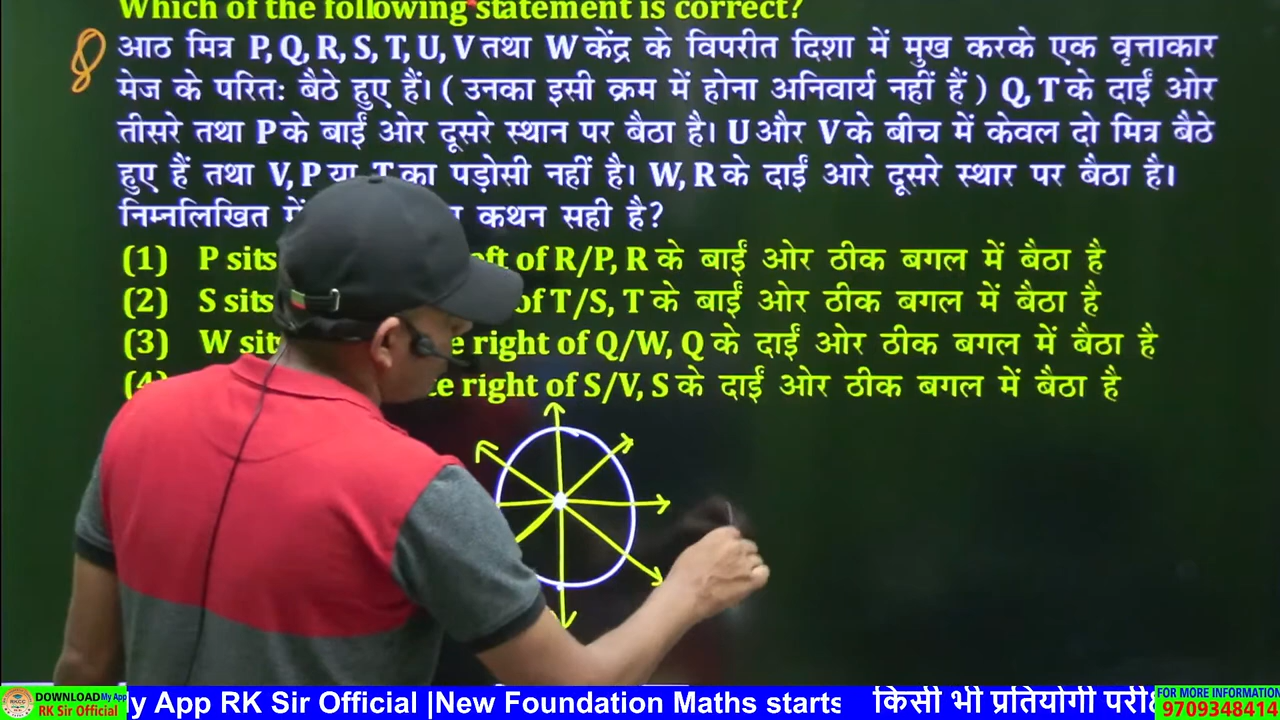 Which of the following statement is correct?
8 आठ मित्र P, Q, R, S, T, U, V तथा W केंद्र के विपरीत दिशा में मुख करके एक वृत्ताकार
मेज के परितः बैठे हुए हैं। ( उनका इसी क्रम में होना अनिवार्य नहीं हैं ) Q, T के दाईं ओर
तीसरे तथा P के बाईं ओर दूसरे स्थान पर बैठा है। U और V के बीच में केवल दो मित्र बैठे
हुए हैं तथा V, P या T का पड़ोसी नहीं है। W, R के दाईं आरे दूसरे स्थार पर बैठा है।
निम्नलिखित में कथन सही है?
(1) P sits of R/P, R के बाईं ओर ठीक बगल में बैठा है
(2) S sits of T/S, T के बाईं ओर ठीक बगल में बैठा है
(3) W right of Q/W, Q के दाईं ओर ठीक बगल में बैठा है
right of S/V, S के दाईं ओर ठीक बगल में बैठा है
DOWNLOAD My App
RK Sir Official
My App RK Sir Official |New Foundation Maths starts किसी भी प्रतियोगी
FOR MORE INFORMATION
9709348414